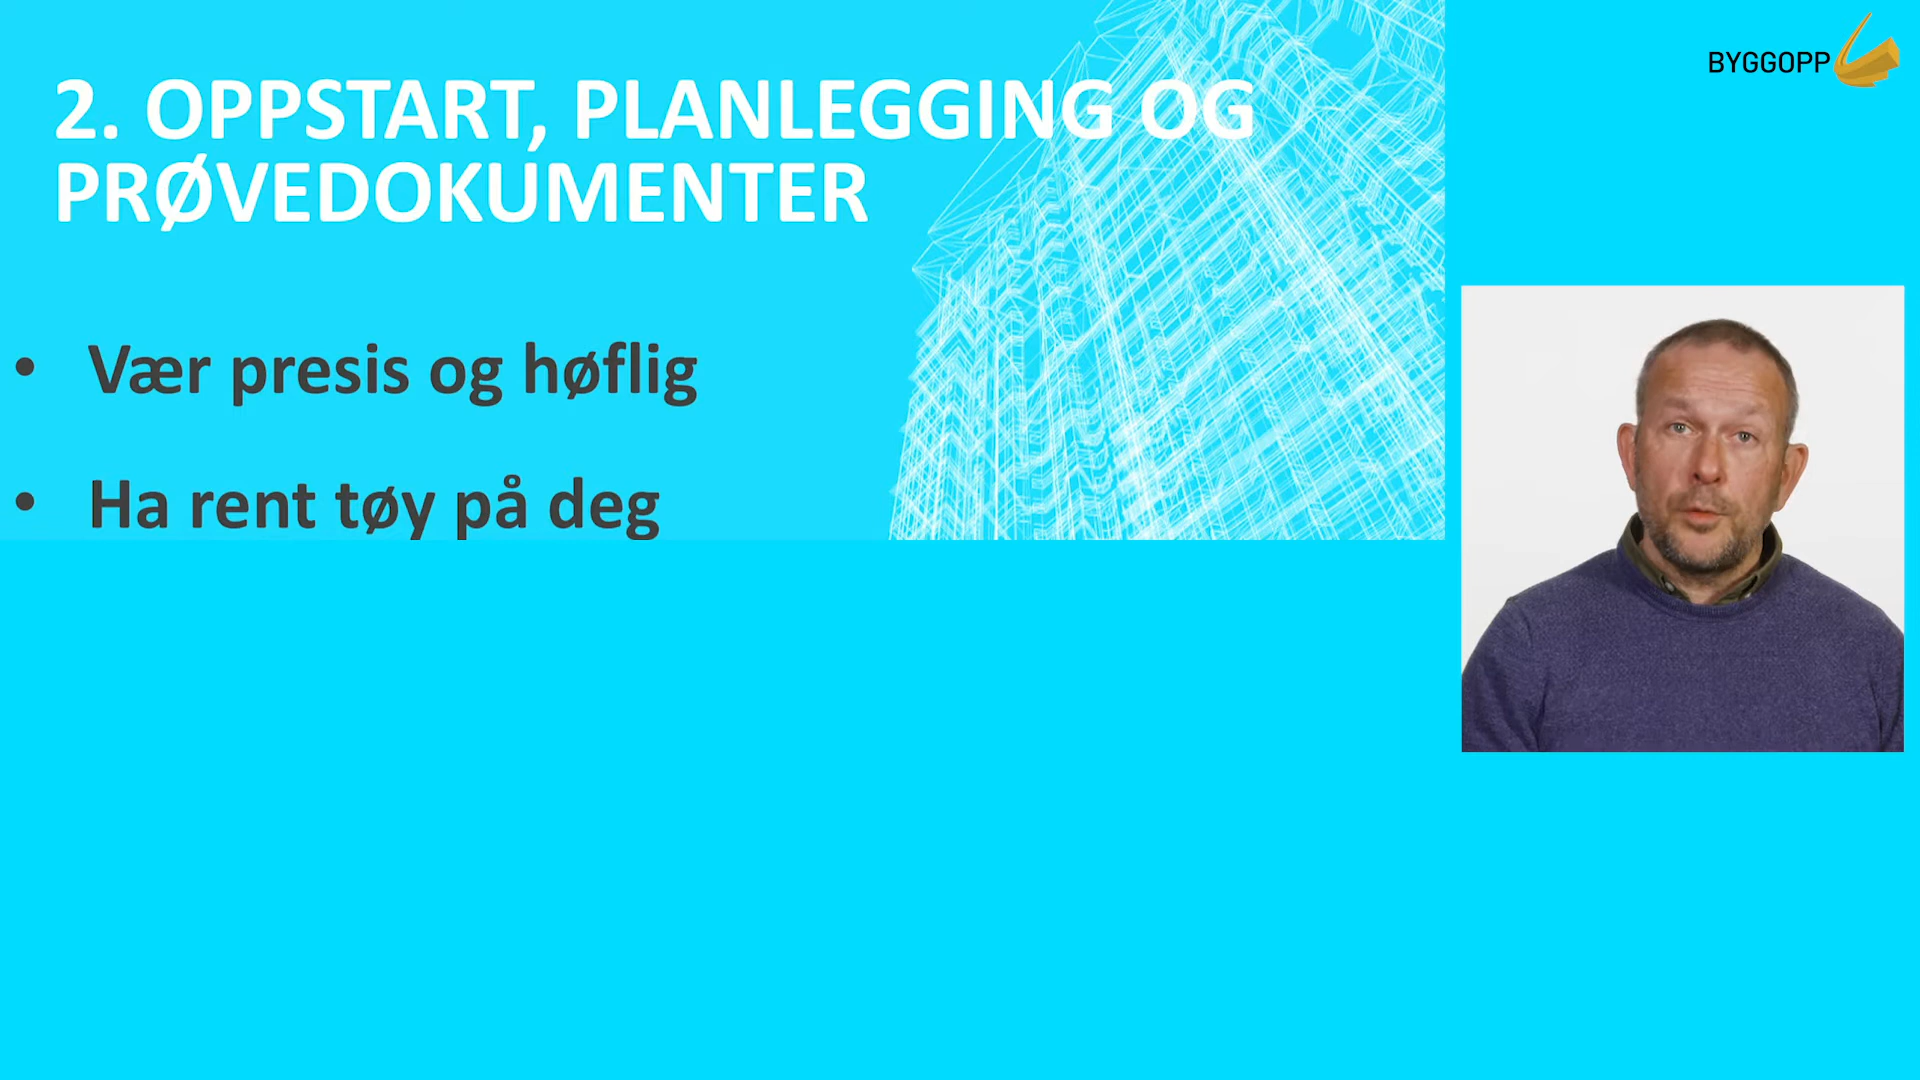 2. OPPSTART, PLANLEGGING OG
PRØVEDOKUMENTER
BYGGOPP
• Vær presis og høflig
• Ha rent tøy på deg